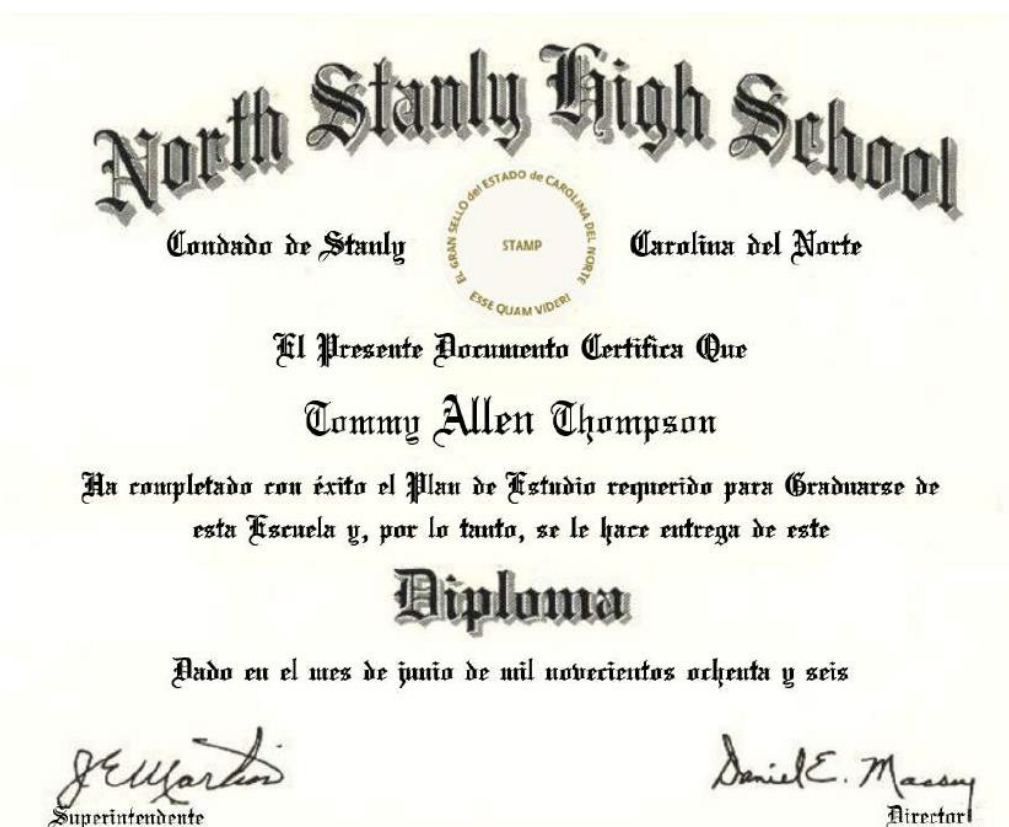 North Stanly High School
EL GRAN SELLO del ESTADO de CAROLINA DEL NORTE
STAMP
ESSE QUAM VIDERI
Condado de Stanly
Carolina del Norte
El Presente Documento Certifica Que
Tommy Allen Thompson
Ha completado con éxito el Plan de Estudio requerido para Graduarse de
esta Escuela y, por lo tanto, se le hace entrega de este
Diploma
Dado en el mes de junio de mil novecientos ochenta y seis
J E Martin
Daniel E. Massey
Superintendente
Director